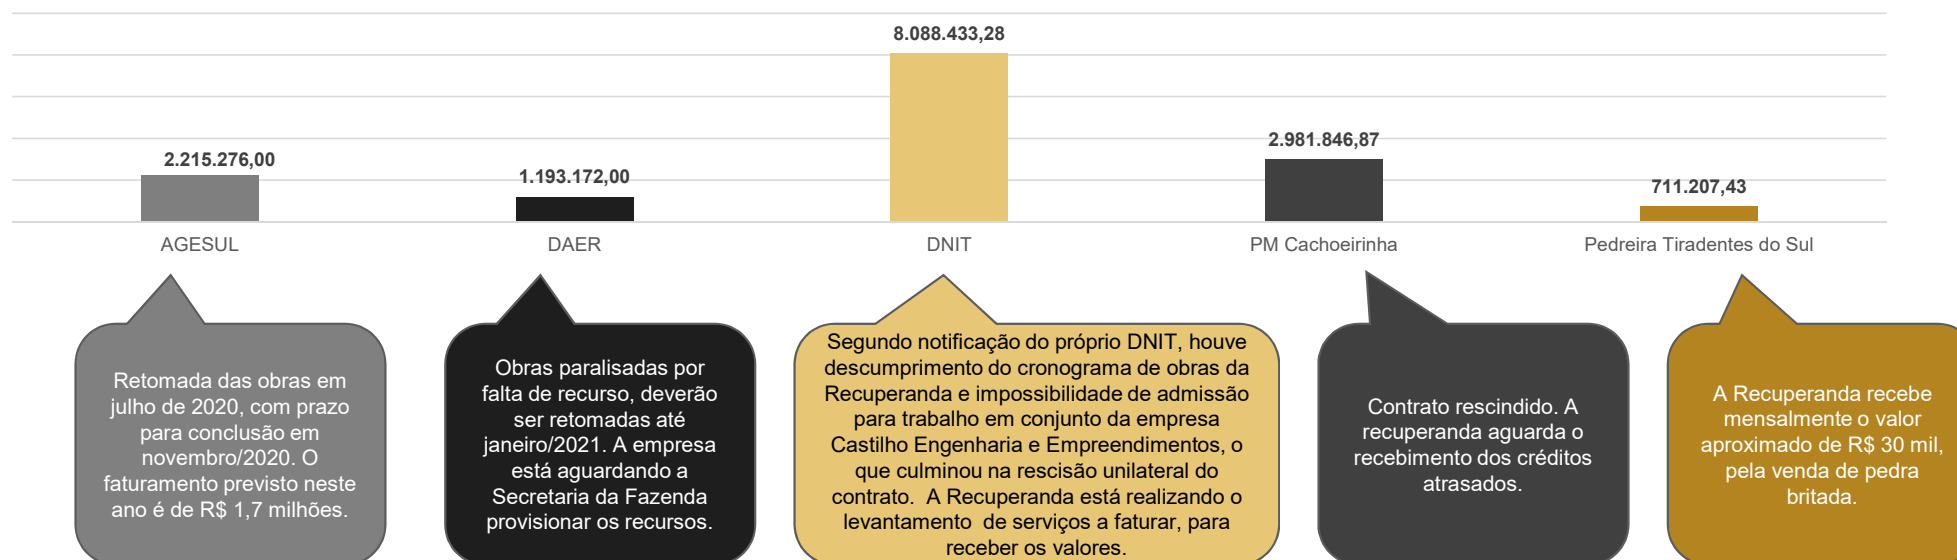 8.088.433,28
2.981.846,87
2.215.276,00
1.193.172,00
711.207,43
AGESUL
DAER
DNIT
PM Cachoeirinha
Pedreira Tiradentes do Sul
Retomada das obras em
julho de 2020, com prazo
para conclusão em
novembro/2020. O
faturamento previsto neste
ano é de R$ 1,7 milhões.
Obras paralisadas por
falta de recurso, deverão
ser retomadas até
janeiro/2021. A empresa
está aguardando a
Secretaria da Fazenda
provisionar os recursos.
Segundo notificação do próprio DNIT, houve
descumprimento do cronograma de obras da
Recuperanda e impossibilidade de admissão
para trabalho em conjunto da empresa
Castilho Engenharia e Empreendimentos, o
que culminou na rescisão unilateral do
contrato. A Recuperanda está realizando o
levantamento de serviços a faturar, para
receber os valores.
Contrato rescindido. A
recuperanda aguarda o
recebimento dos créditos
atrasados.
A Recuperanda recebe
mensalmente o valor
aproximado de R$ 30 mil,
pela venda de pedra
britada.